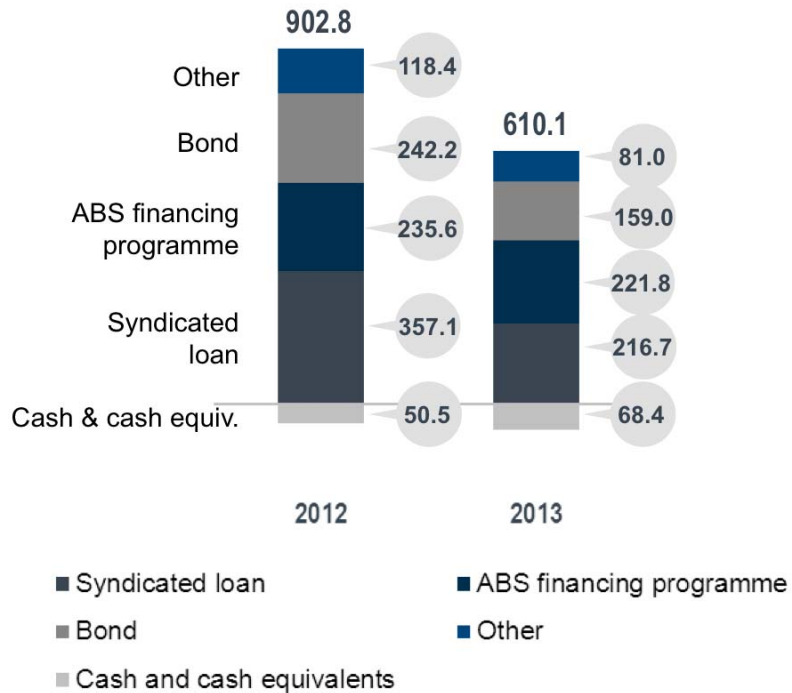 902.8
Other
118.4
Bond
242.2
ABS financing
programme
235.6
Syndicated
loan
357.1
Cash & cash equiv.
50.5
610.1
81.0
159.0
221.8
216.7
68.4
2012
2013
Syndicated loan
ABS financing programme
Bond
Other
Cash and cash equivalents